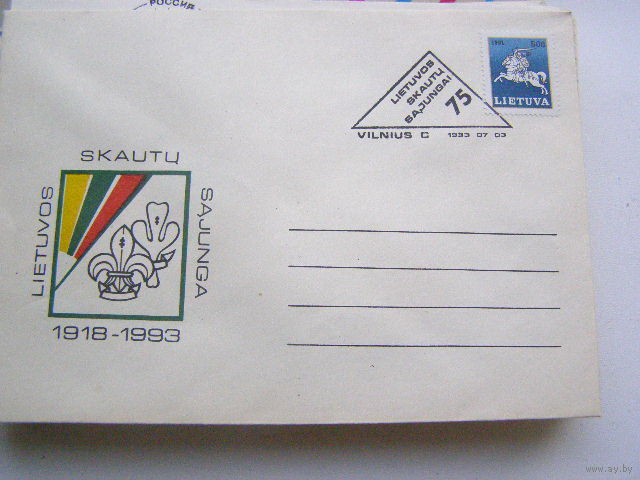 РОССИЯ
LIETUVOS
SKAUTŲ
SĄJUNGAI
75
VILNIUS C 1993 07 03
1991 500
LIETUVA
LIETUVOS
SKAUTŲ
SĄJUNGA
1918-1993
www.ay.by